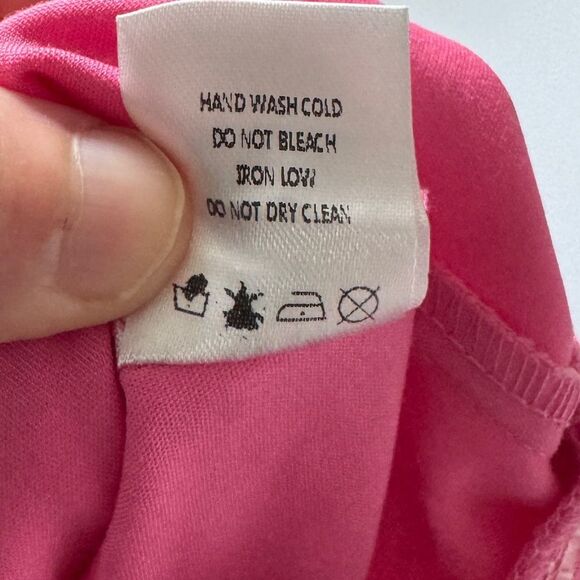 HAND WASH COLD
DO NOT BLEACH
IRON LOW
DO NOT DRY CLEAN